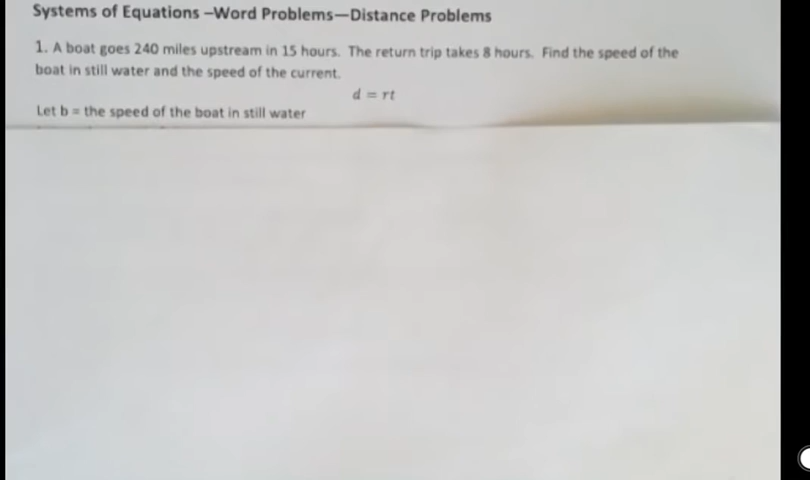 Systems of Equations –Word Problems—Distance Problems
1. A boat goes 240 miles upstream in 15 hours. The return trip takes 8 hours. Find the speed of the
boat in still water and the speed of the current.
d = rt
Let b = the speed of the boat in still water